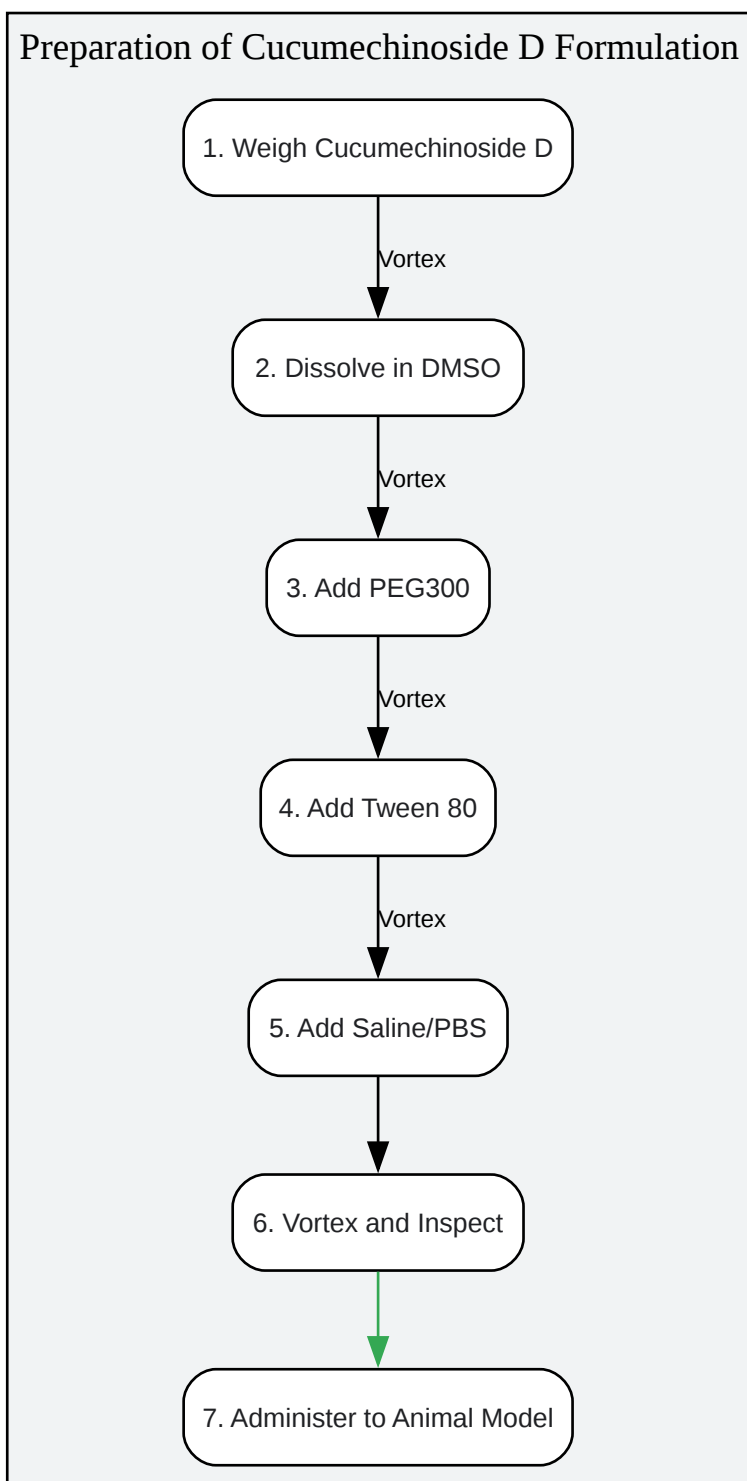 Preparation of Cucumechinoside D Formulation
1. Weigh Cucumechinoside D
Vortex
2. Dissolve in DMSO
Vortex
3. Add PEG300
Vortex
4. Add Tween 80
Vortex
5. Add Saline/PBS
6. Vortex and Inspect
7. Administer to Animal Model